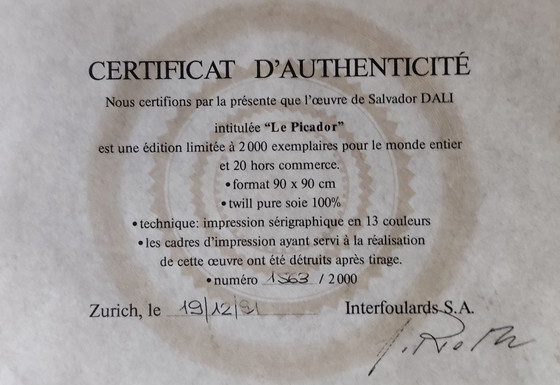 CERTIFICAT D'AUTHENTICITÉ
Nous certifions par la présente que l'œuvre de Salvador DALI
intitulée “Le Picador”
est une édition limitée à 2 000 exemplaires pour le monde entier
et 20 hors commerce.
• format 90 x 90 cm
• twill pure soie 100%
• technique: impression sérigraphique en 13 couleurs
• les cadres d'impression ayant servi à la réalisation
de cette œuvre ont été détruits après tirage.
• numéro 1563 / 2 000
Zurich, le 19/12/91 Interfoulards S.A.